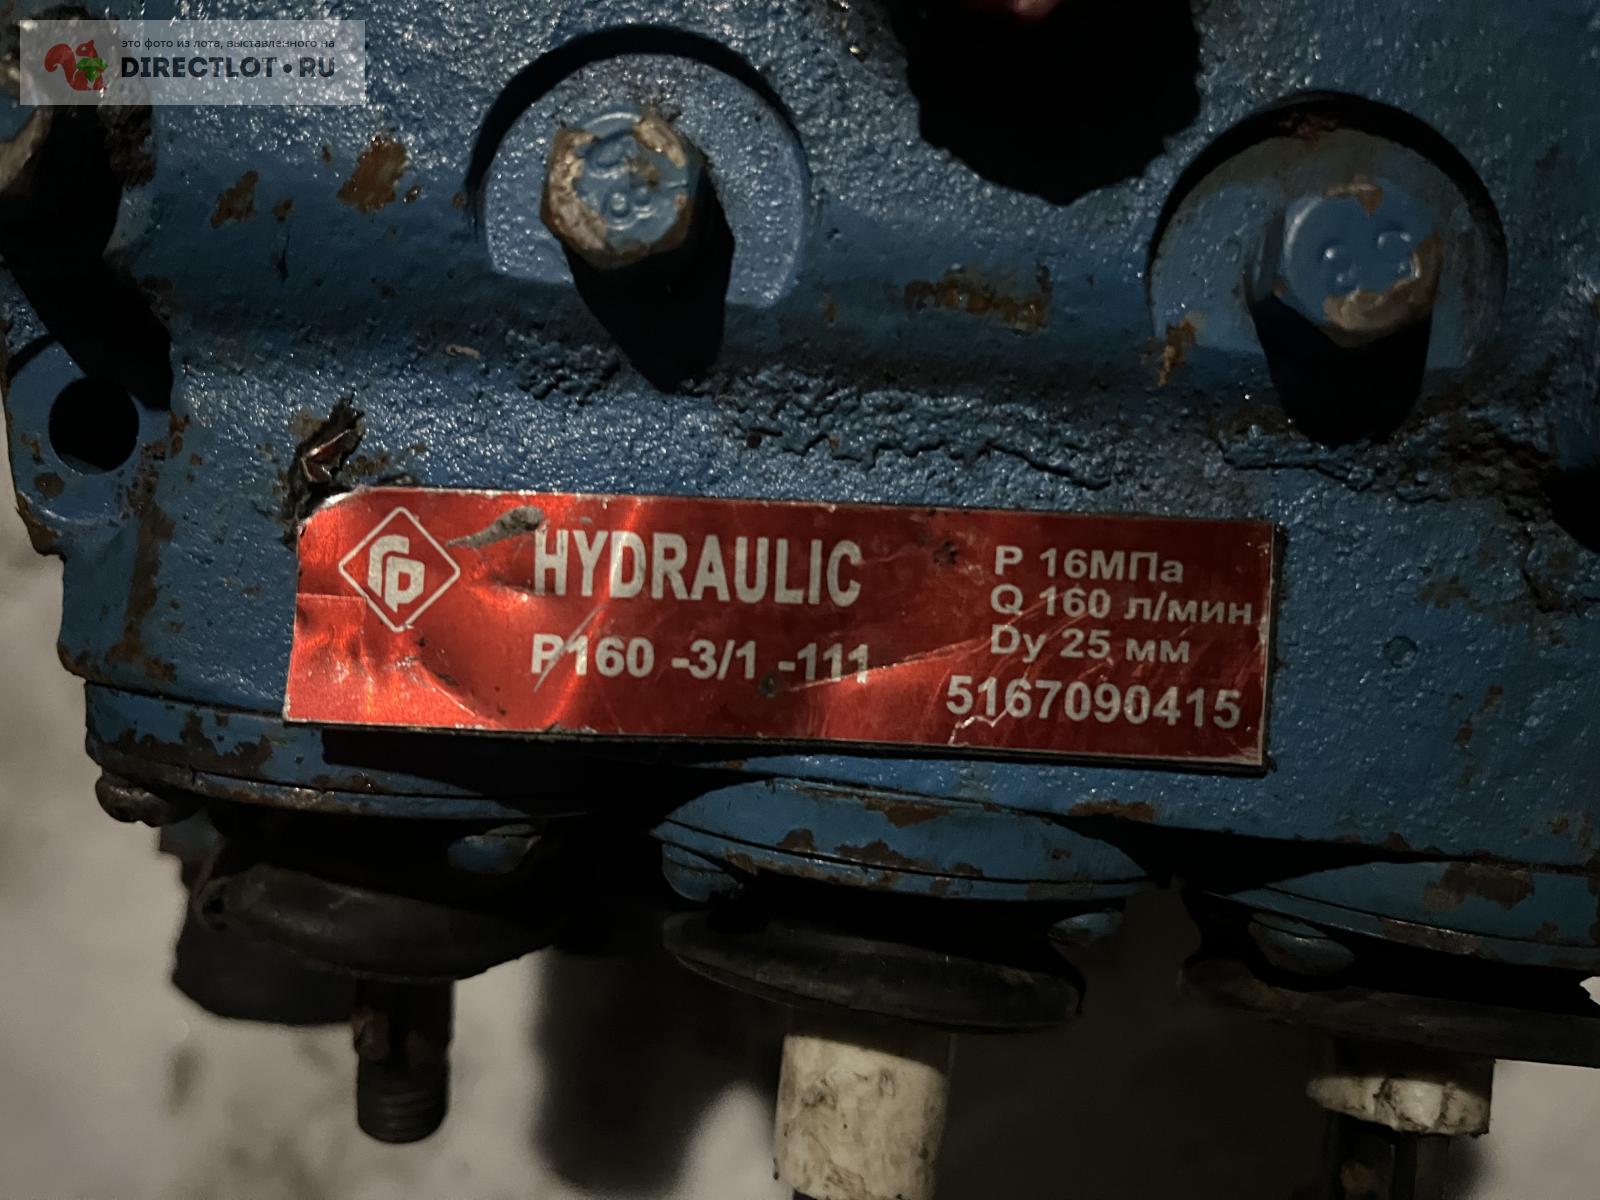 это фото из лота, выставленного на
DIRECTLOT•RU
HYDRAULIC
Р160 -3/1 -111
P 16МПа
Q 160 л/мин
Dу 25 мм
5167090415